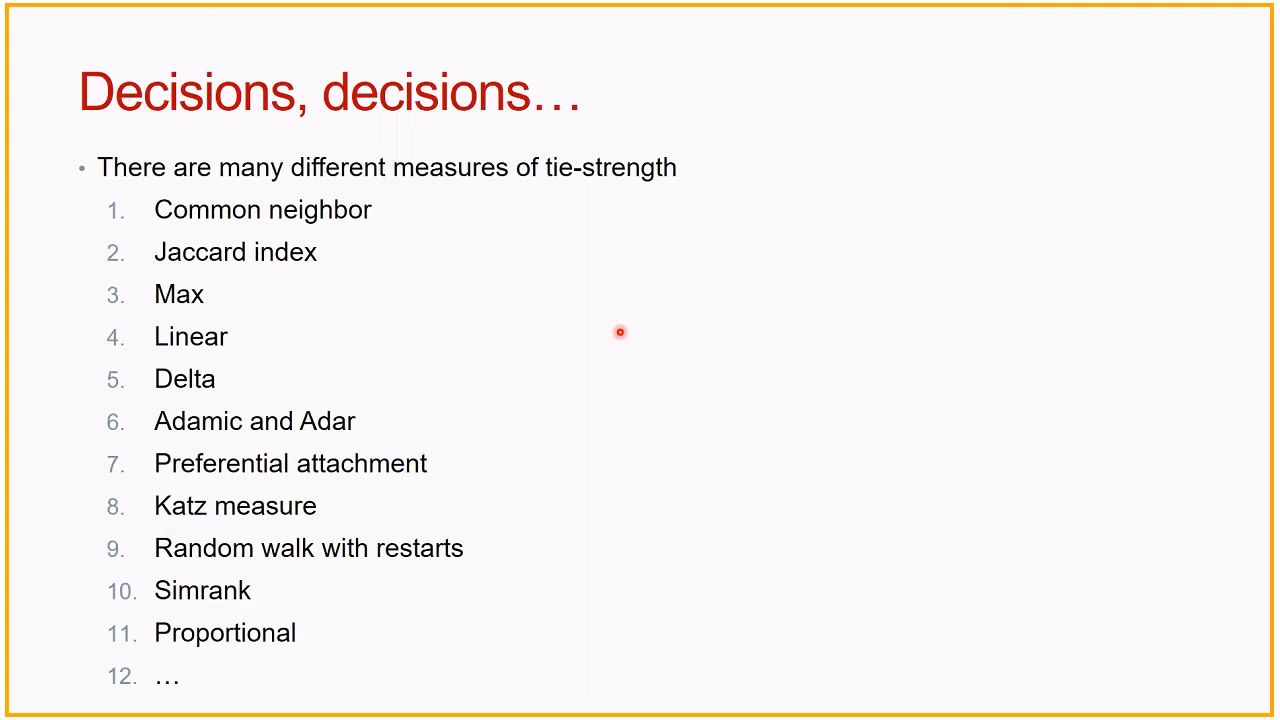 Decisions, decisions…
• There are many different measures of tie-strength
1. Common neighbor
2. Jaccard index
3. Max
4. Linear
5. Delta
6. Adamic and Adar
7. Preferential attachment
8. Katz measure
9. Random walk with restarts
10. Simrank
11. Proportional
12. …